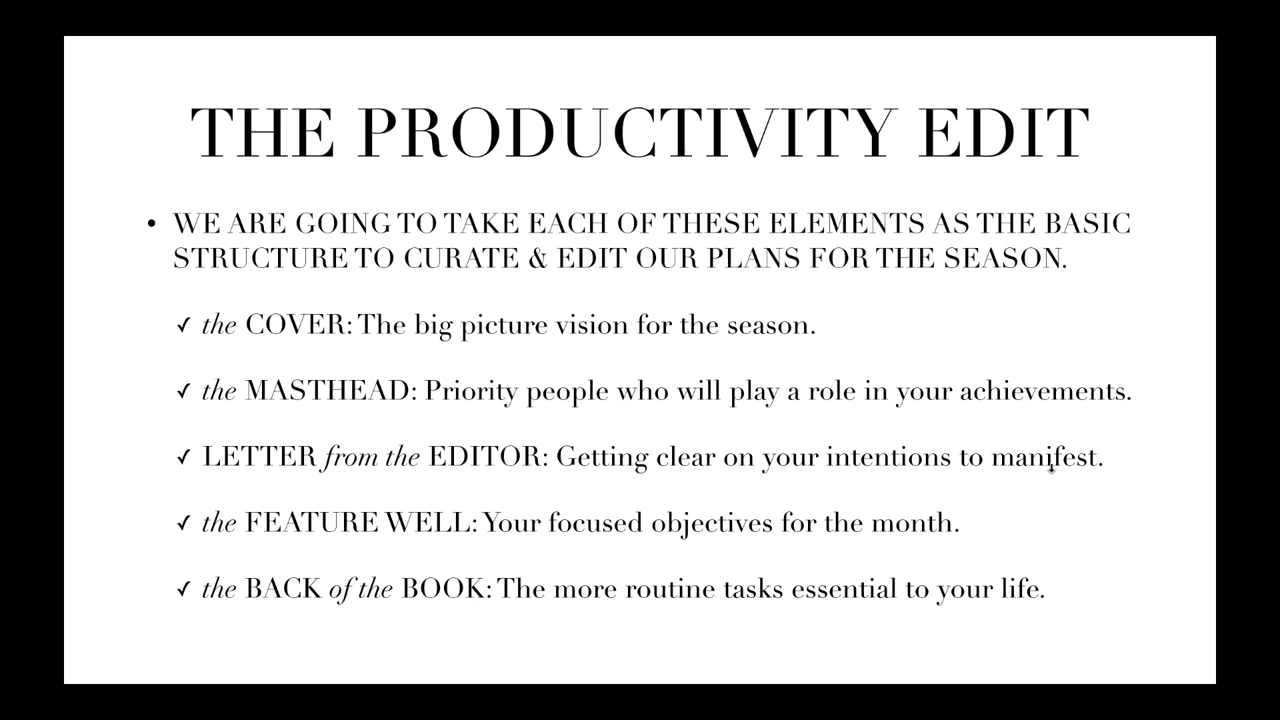 THE PRODUCTIVITY EDIT
• WE ARE GOING TO TAKE EACH OF THESE ELEMENTS AS THE BASIC
STRUCTURE TO CURATE & EDIT OUR PLANS FOR THE SEASON.
✓ the COVER: The big picture vision for the season.
✓ the MASTHEAD: Priority people who will play a role in your achievements.
✓ LETTER from the EDITOR: Getting clear on your intentions to manifest.
✓ the FEATURE WELL: Your focused objectives for the month.
✓ the BACK of the BOOK: The more routine tasks essential to your life.